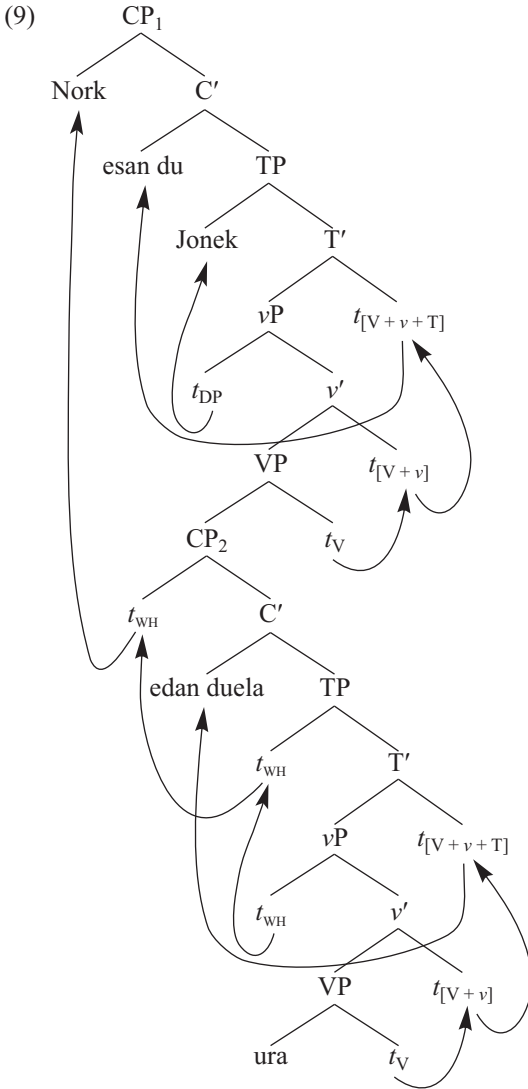 (9) CP₁
Nork C′
esan du TP
Jonek T′
vP t[V + v + T]
tDP v′
VP t[V + v]
CP₂ tV
tWH C′
edan duela TP
tWH T′
vP t[V + v + T]
tWH v′
VP t[V + v]
ura tV